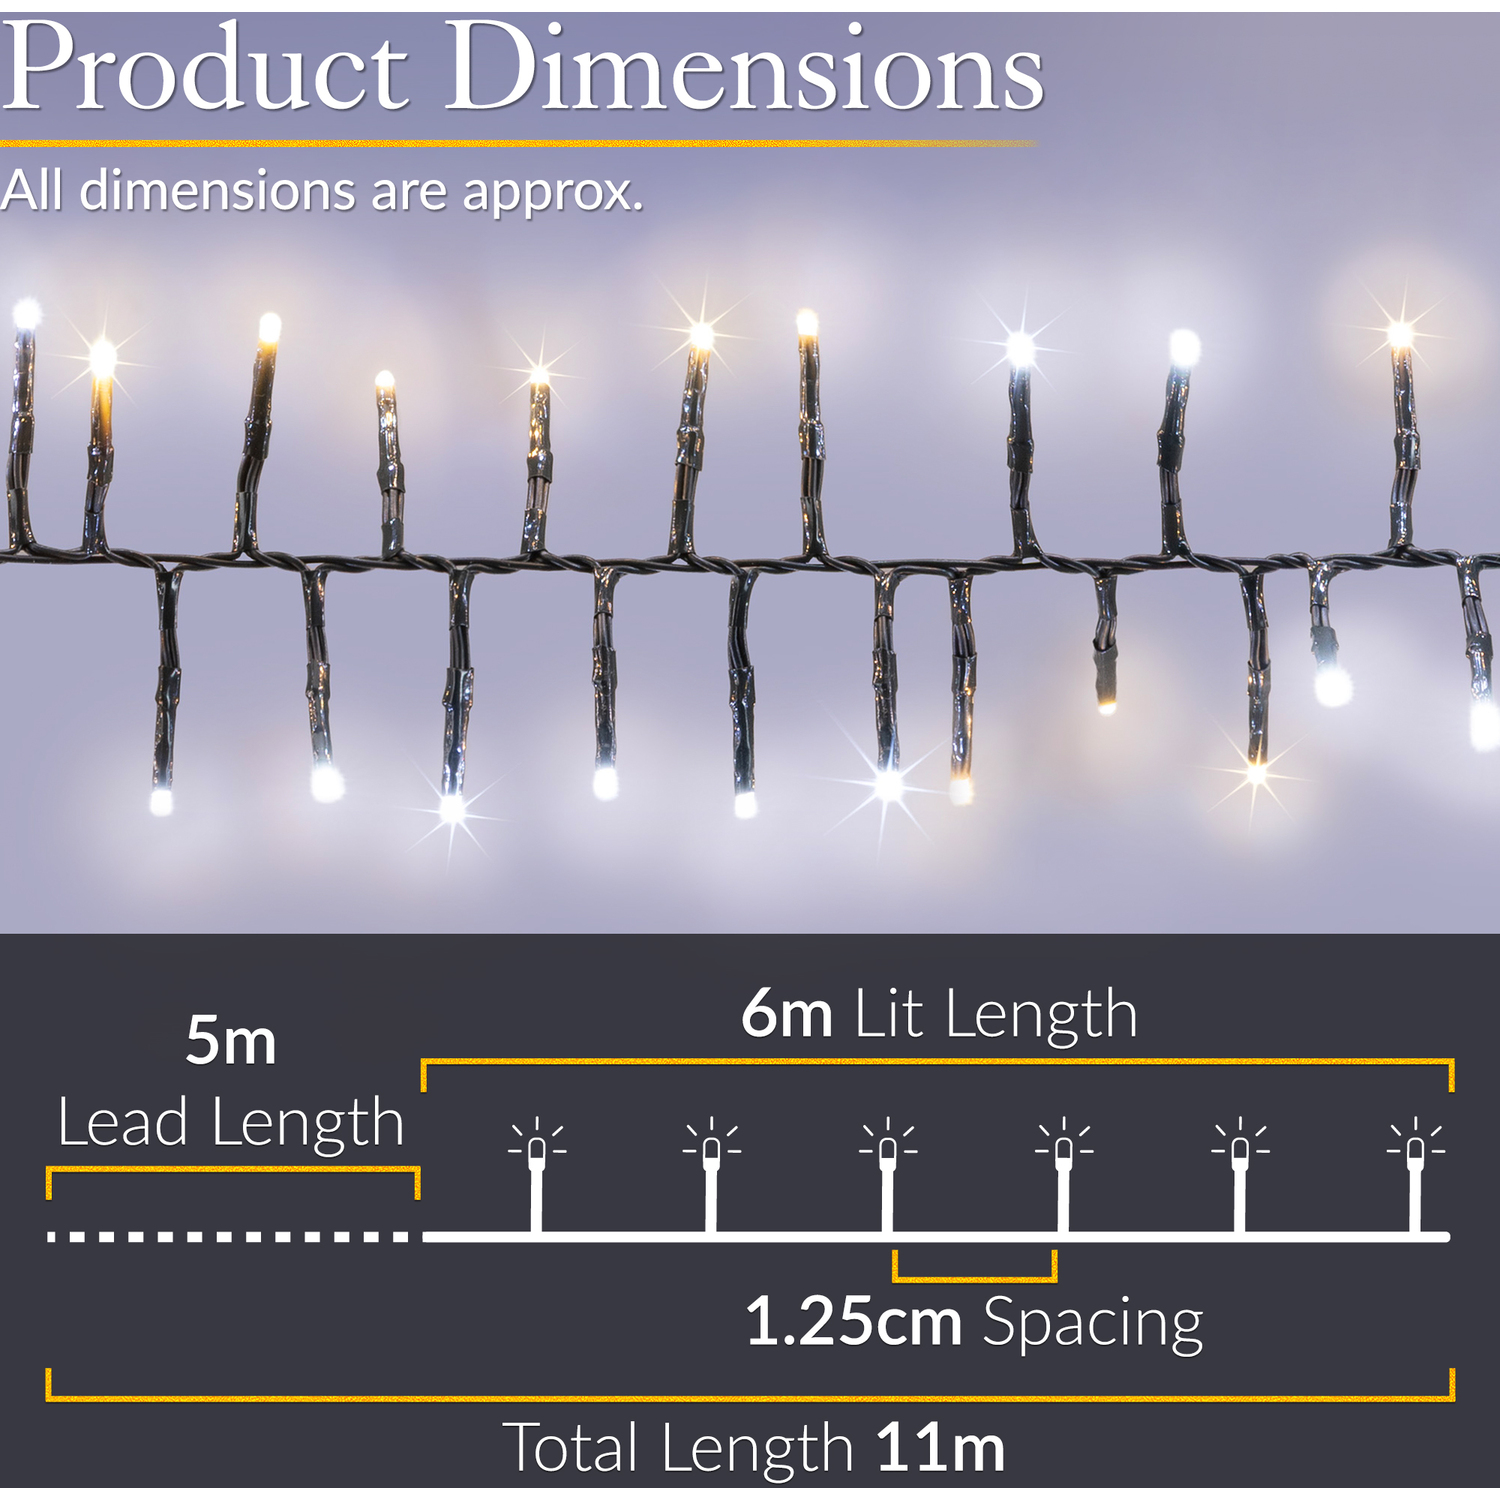 Product Dimensions
All dimensions are approx.
6m Lit Length
5m
Lead Length
1.25cm Spacing
Total Length 11m